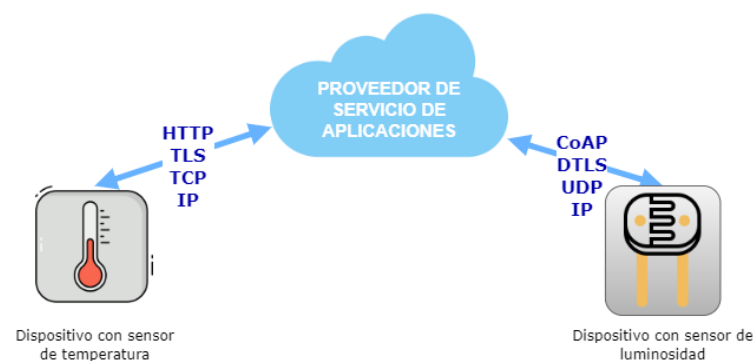 PROVEEDOR DE
SERVICIO DE
APLICACIONES
HTTP
TLS
TCP
IP
CoAP
DTLS
UDP
IP
Dispositivo con sensor
de temperatura
Dispositivo con sensor de
luminosidad